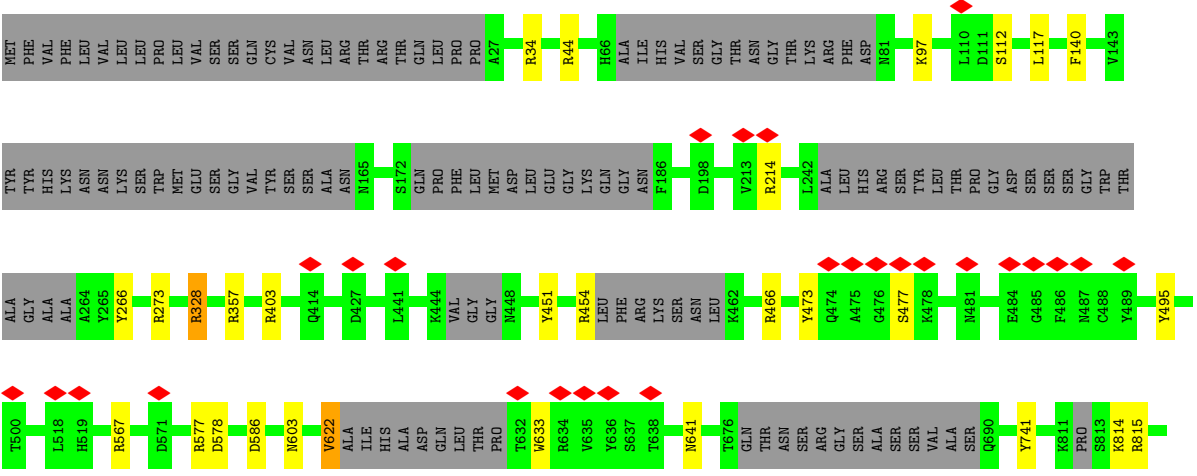 MET PHE VAL PHE LEU VAL LEU LEU PRO LEU VAL SER SER GLN CYS VAL ASN LEU ARG THR ARG THR GLN LEU PRO PRO A27 R34 R44 H66 ALA ILE HIS VAL SER GLY THR ASN GLY THR LYS ARG PHE ASP N81 K97 L110 D111 S112 L117 F140 V143
TYR TYR HIS LYS ASN ASN LYS SER TRP MET GLU SER GLY VAL TYR SER SER ALA ASN N165 S172 GLN PRO PHE LEU MET ASP LEU GLU GLY LYS GLN GLY ASN F186 D198 V213 R214 L242 ALA LEU HIS ARG SER TYR LEU THR PRO GLY ASP SER SER SER GLY TRP THR
ALA GLY ALA ALA A264 Y265 Y266 R273 R328 R357 R403 Q414 D427 L441 K444 VAL GLY GLY N448 Y451 R454 LEU PHE ARG LYS SER ASN LEU K462 R466 Y473 Q474 A475 G476 S477 K478 N481 E484 G485 F486 N487 C488 Y489 Y495
T500 L518 H519 R567 D571 R577 D578 D586 N603 V622 ALA ILE HIS ALA ASP GLN LEU THR PRO T632 W633 R634 V635 Y636 S637 T638 N641 T676 GLN THR ASN SER ARG GLY SER ALA SER SER VAL ALA SER Q690 Y741 K811 PRO S813 K814 R815